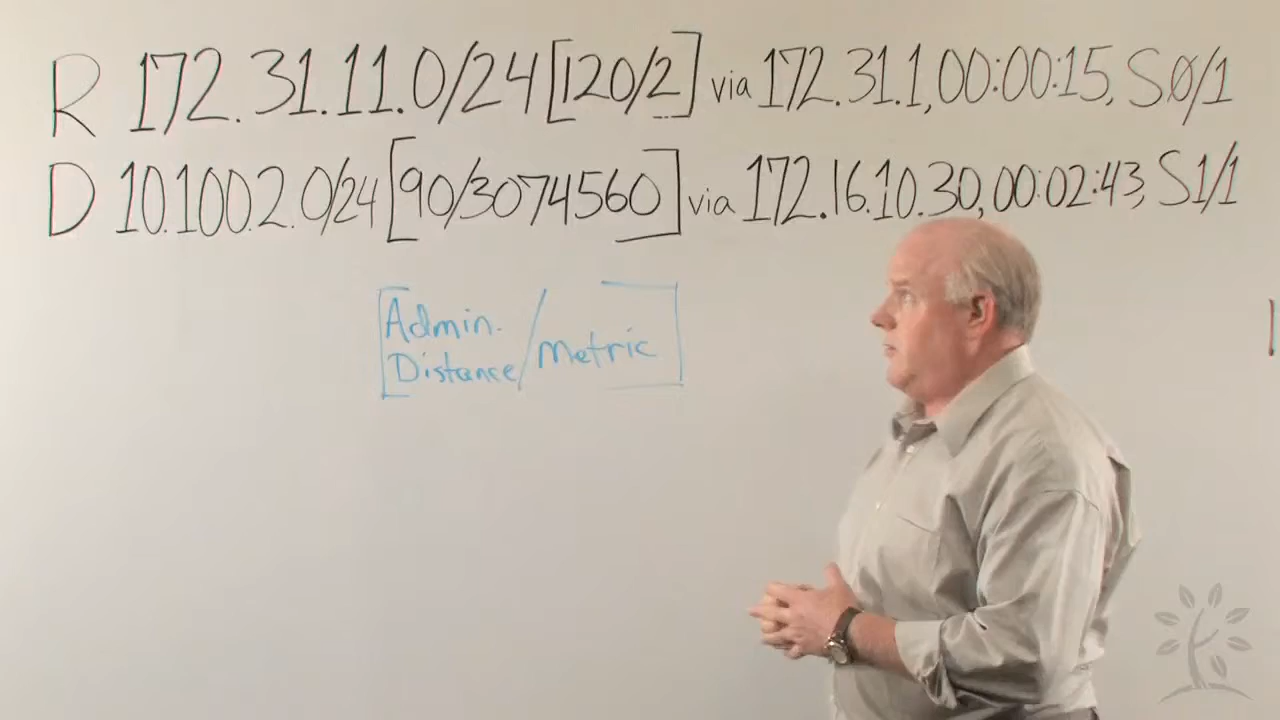 R 172.31.11.0/24 [120/2] via 172.31.1, 00:00:15, S0/1
D 10.100.2.0/24 [90/3074560] via 172.16.10.30, 00:02:43, S1/1
[Admin. Distance / Metric]